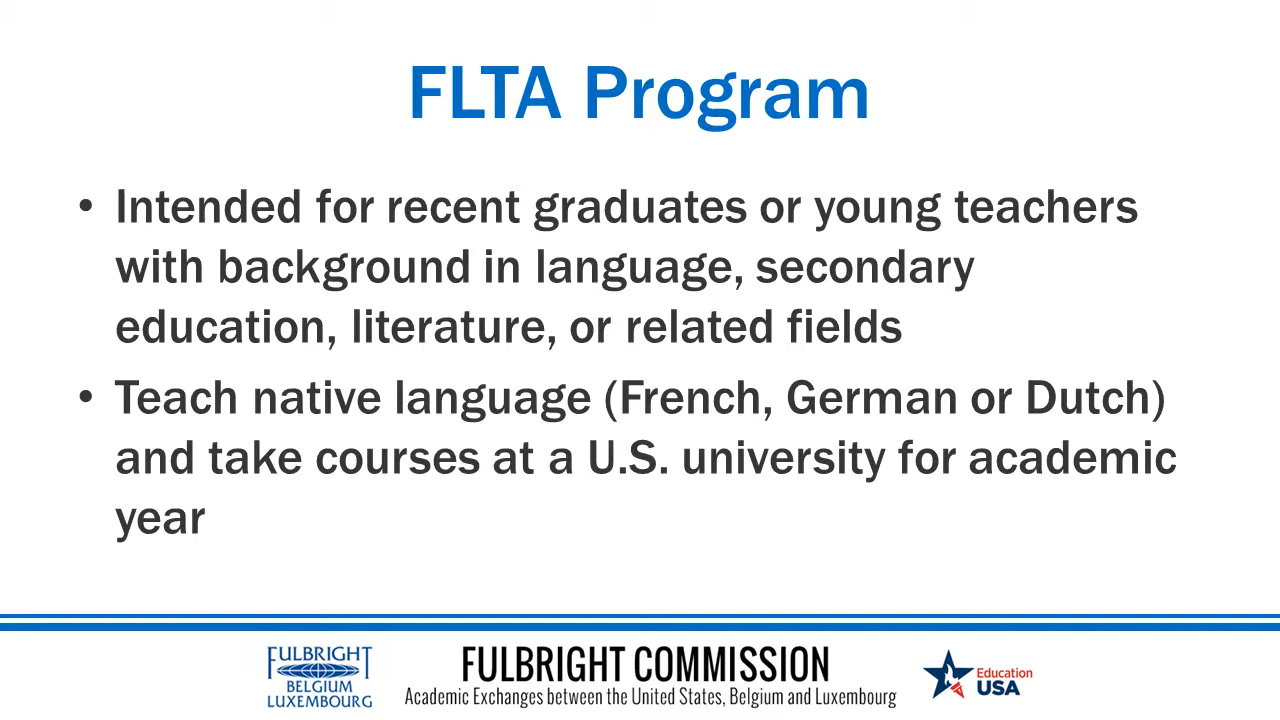 FLTA Program
• Intended for recent graduates or young teachers
with background in language, secondary
education, literature, or related fields
• Teach native language (French, German or Dutch)
and take courses at a U.S. university for academic
year
FULBRIGHT
BELGIUM
LUXEMBOURG
FULBRIGHT COMMISSION
Academic Exchanges between the United States, Belgium and Luxembourg
Education
USA